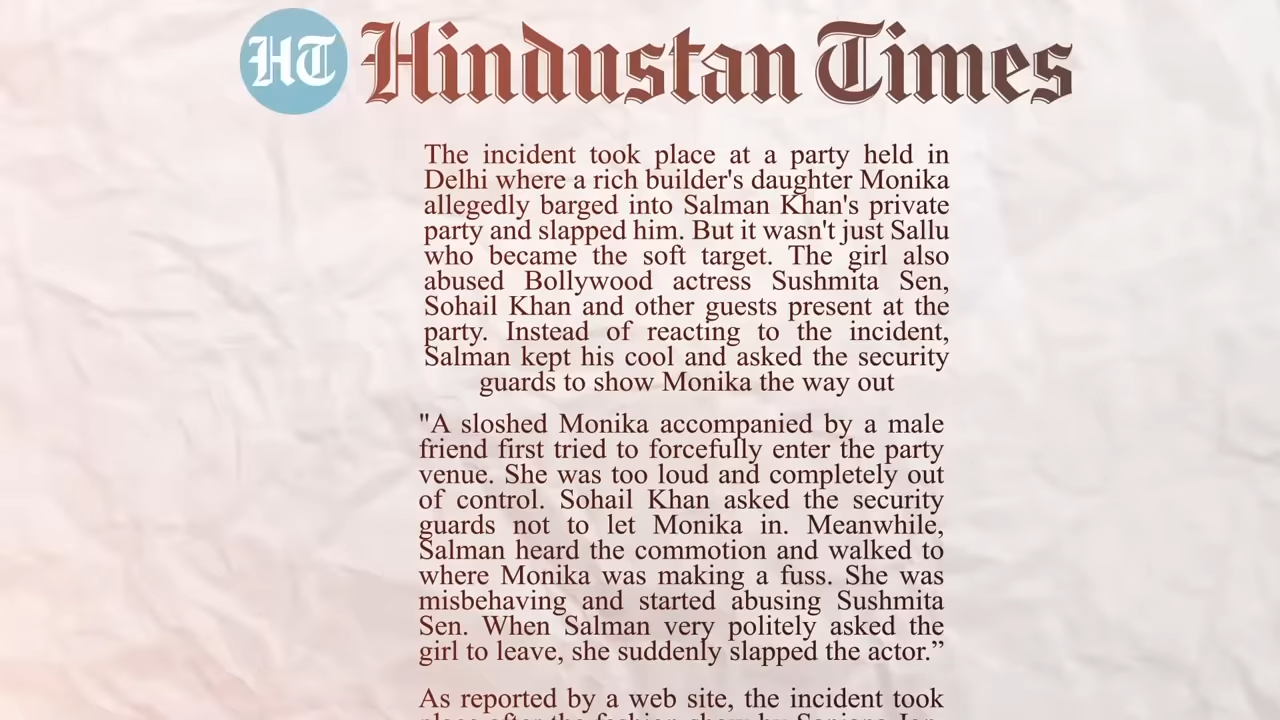 HT Hindustan Times
The incident took place at a party held in
Delhi where a rich builder's daughter Monika
allegedly barged into Salman Khan's private
party and slapped him. But it wasn't just Sallu
who became the soft target. The girl also
abused Bollywood actress Sushmita Sen,
Sohail Khan and other guests present at the
party. Instead of reacting to the incident,
Salman kept his cool and asked the security
guards to show Monika the way out
"A sloshed Monika accompanied by a male
friend first tried to forcefully enter the party
venue. She was too loud and completely out
of control. Sohail Khan asked the security
guards not to let Monika in. Meanwhile,
Salman heard the commotion and walked to
where Monika was making a fuss. She was
misbehaving and started abusing Sushmita
Sen. When Salman very politely asked the
girl to leave, she suddenly slapped the actor.”
As reported by a web site, the incident took
place after the fashion show by Sanjana Jon